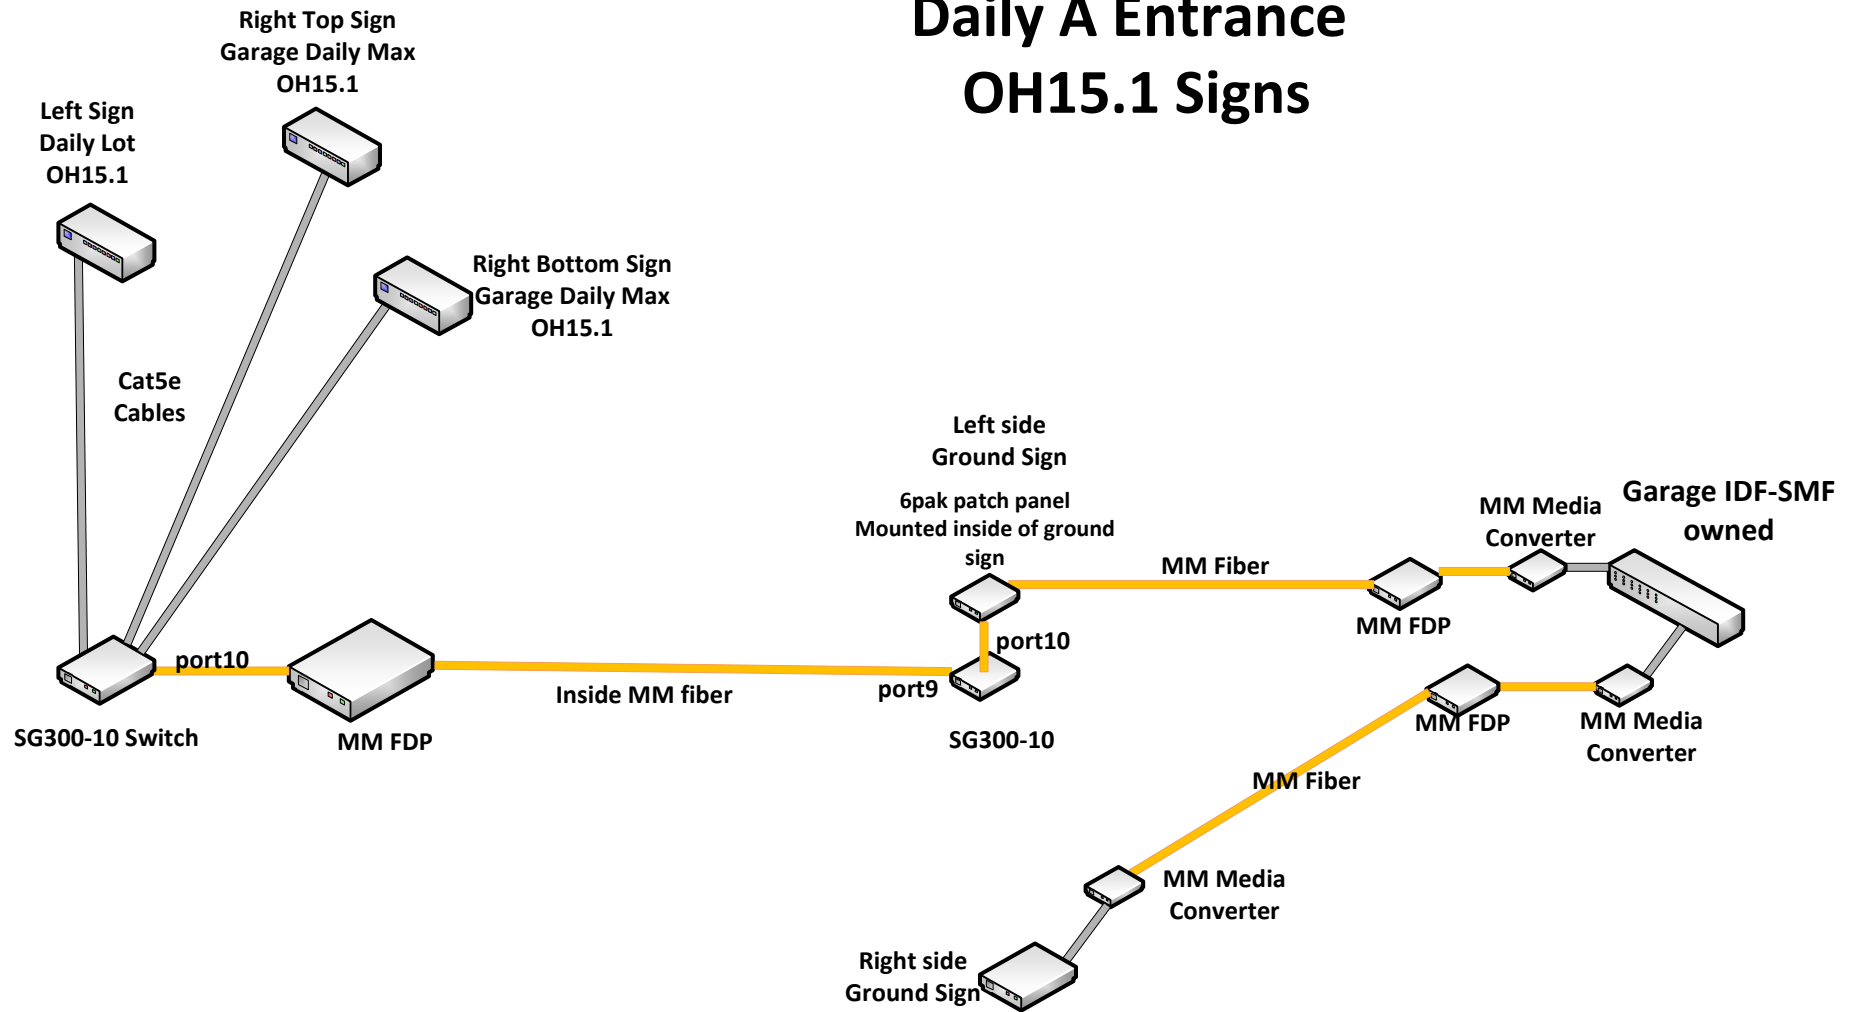 Daily A Entrance
OH15.1 Signs
Right Top Sign
Garage Daily Max
OH15.1
Left Sign
Daily Lot
OH15.1
Right Bottom Sign
Garage Daily Max
OH15.1
Cat5e
Cables
Left side
Ground Sign
6pak patch panel
Mounted inside of ground
sign
MM Fiber
MM Media
Converter
Garage IDF-SMF
owned
MM FDP
port10
port10
Inside MM fiber
port9
SG300-10 Switch
MM FDP
SG300-10
MM FDP
MM Media
Converter
MM Fiber
MM Media
Converter
Right side
Ground Sign